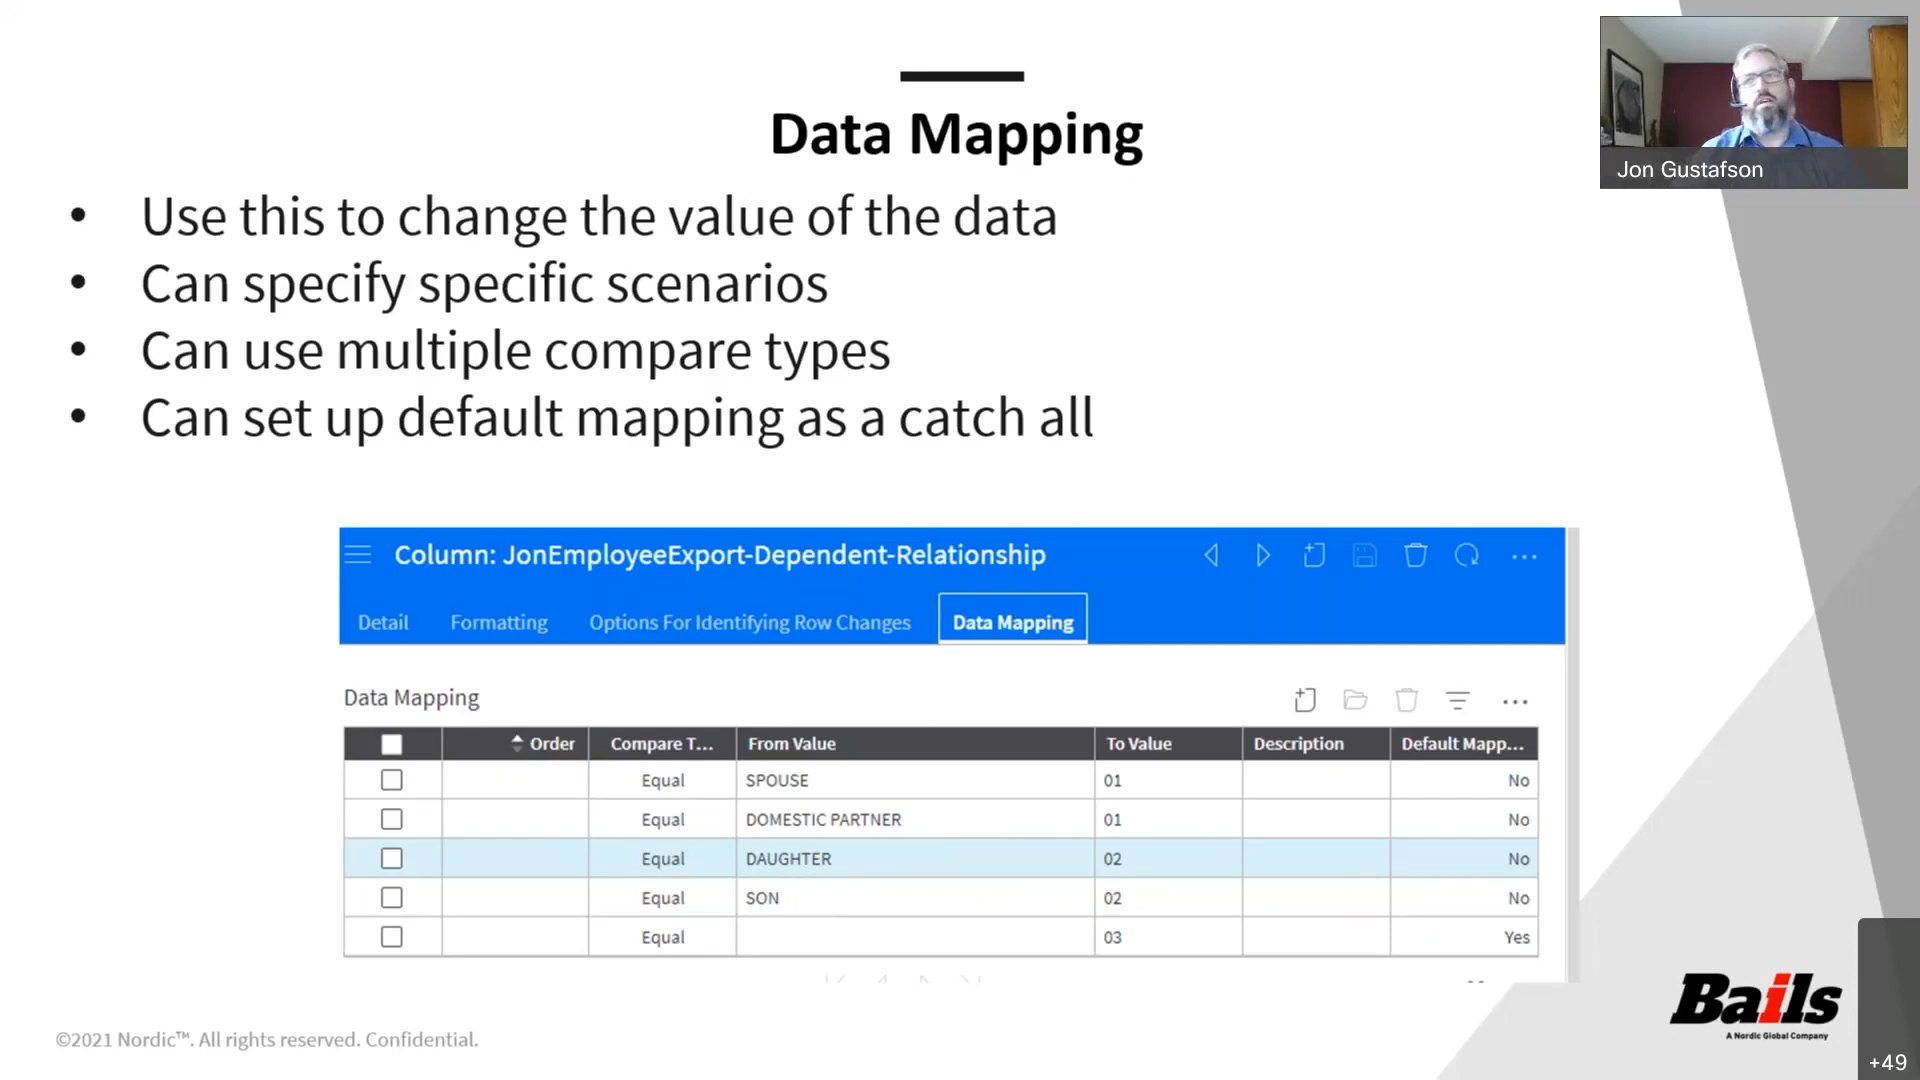 Data Mapping
Jon Gustafson
• Use this to change the value of the data
• Can specify specific scenarios
• Can use multiple compare types
• Can set up default mapping as a catch all
Column: JonEmployeeExport-Dependent-Relationship
Detail Formatting Options For Identifying Row Changes Data Mapping
Data Mapping
Order Compare T... From Value To Value Description Default Mapp...
Equal SPOUSE 01 No
Equal DOMESTIC PARTNER 01 No
Equal DAUGHTER 02 No
Equal SON 02 No
Equal 03 Yes
Bails
A Nordic Global Company
©2021 Nordic™. All rights reserved. Confidential.
+49